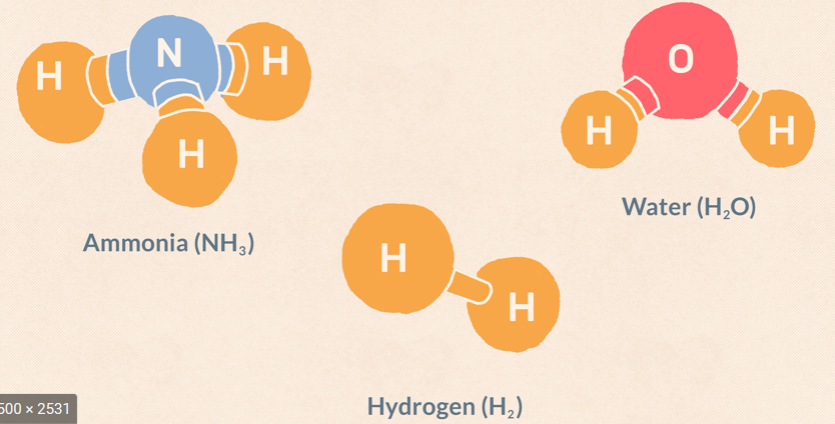 N
H
H
H
Ammonia (NH₃)
O
H
H
Water (H₂O)
H
H
Hydrogen (H₂)
500 × 2531